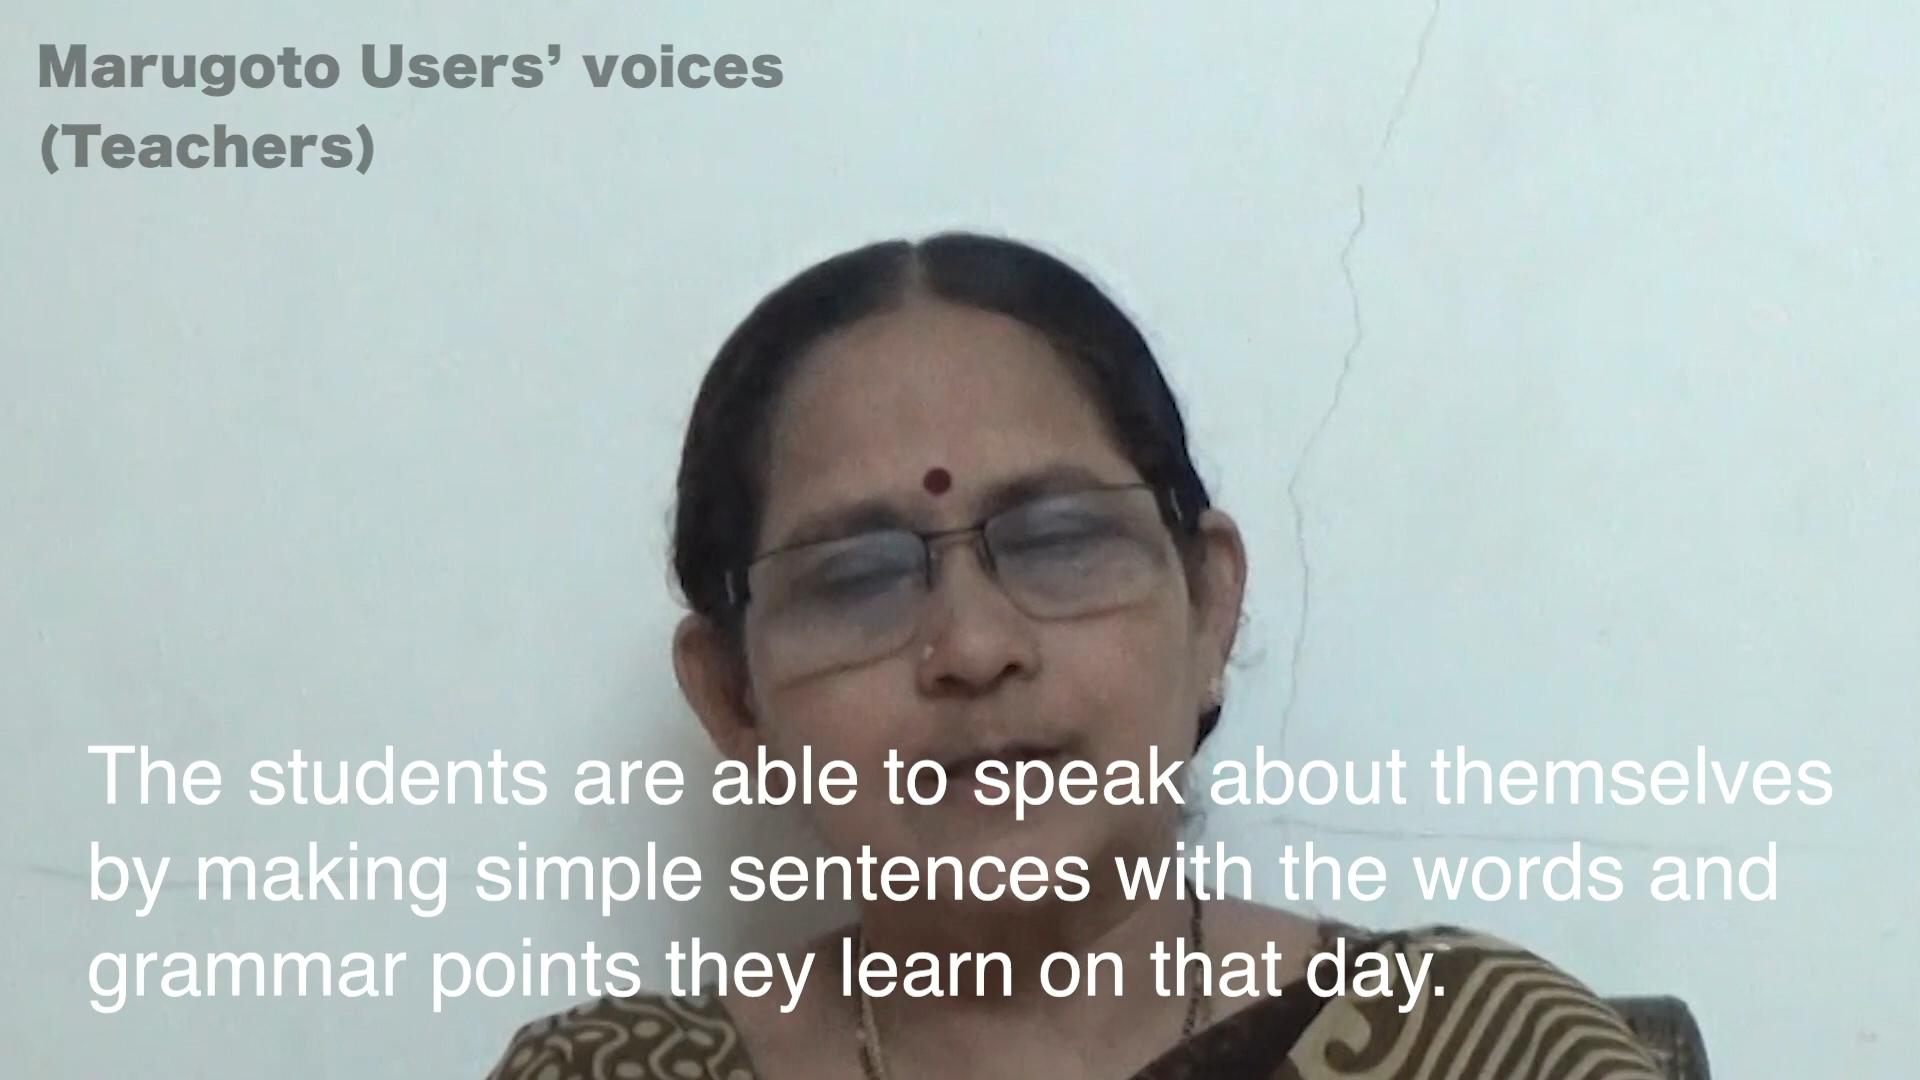 Marugoto Users’ voices
(Teachers)
The students are able to speak about themselves
by making simple sentences with the words and
grammar points they learn on that day.